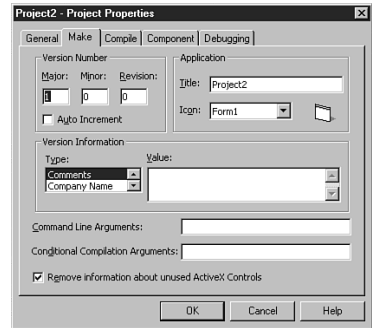 Project2 - Project Properties
General Make Compile Component Debugging
Version Number
Major: Minor: Revision:
1 0 0
Auto Increment
Application
Title: Project2
Icon: Form1
Version Information
Type: Value:
Comments
Company Name
Command Line Arguments:
Conditional Compilation Arguments:
Remove information about unused ActiveX Controls
OK Cancel Help